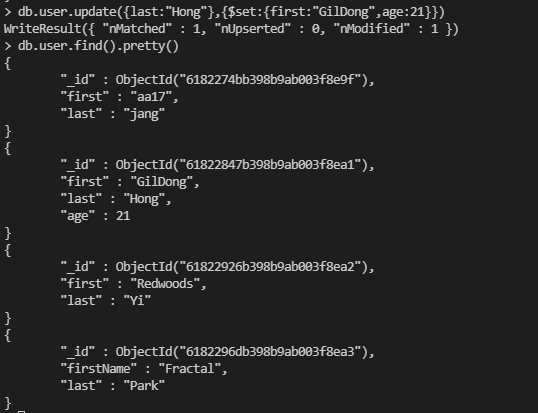 > db.user.update({last:"Hong"},{$set:{first:"GilDong",age:21}})
WriteResult({ "nMatched" : 1, "nUpserted" : 0, "nModified" : 1 })
> db.user.find().pretty()
{
        "_id" : ObjectId("6182274bb398b9ab003f8e9f"),
        "first" : "aa17",
        "last" : "jang"
}
{
        "_id" : ObjectId("61822847b398b9ab003f8ea1"),
        "first" : "GilDong",
        "last" : "Hong",
        "age" : 21
}
{
        "_id" : ObjectId("61822926b398b9ab003f8ea2"),
        "first" : "Redwoods",
        "last" : "Yi"
}
{
        "_id" : ObjectId("6182296db398b9ab003f8ea3"),
        "firstName" : "Fractal",
        "last" : "Park"
}